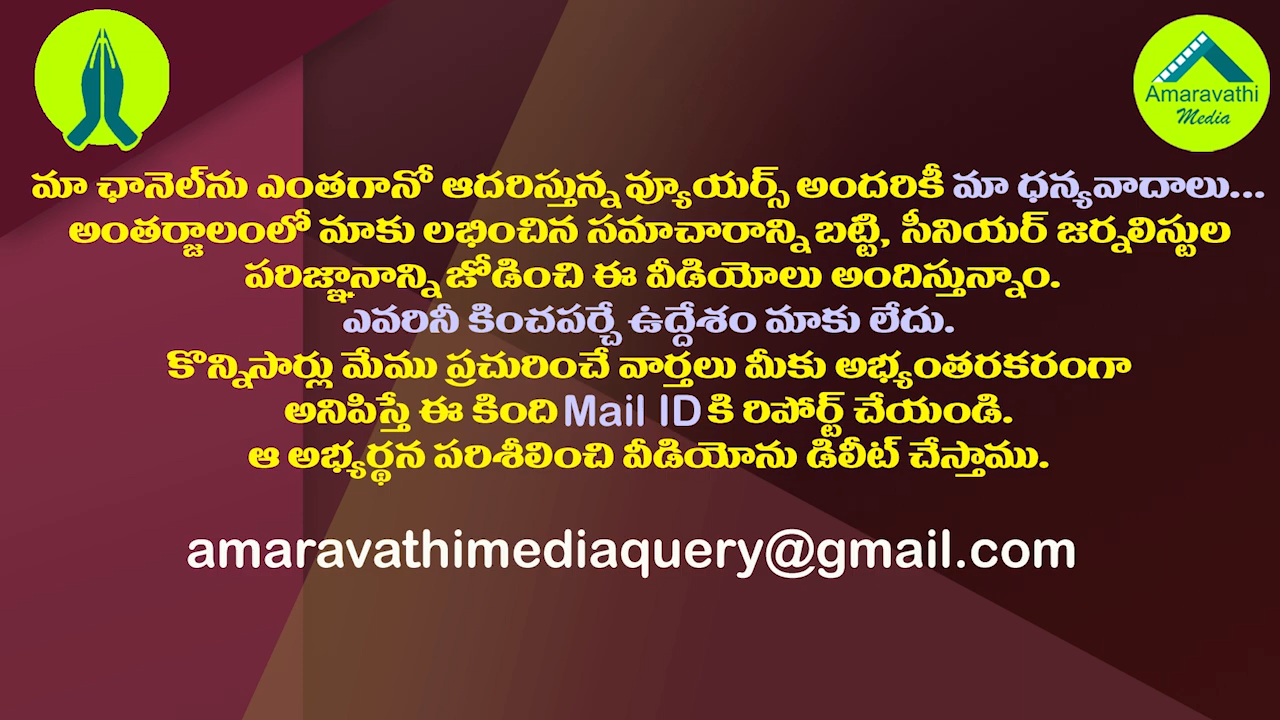 Amaravathi
Media
మా ఛానెల్‌ను ఎంతగానో ఆదరిస్తున్న వ్యూయర్స్ అందరికీ మా ధన్యవాదాలు...
అంతర్జాలంలో మాకు లభించిన సమాచారాన్ని బట్టి, సీనియర్ జర్నలిస్టుల
పరిజ్ఞానాన్ని జోడించి ఈ వీడియోలు అందిస్తున్నాం.
ఎవరినీ కించపర్చే ఉద్దేశం మాకు లేదు.
కొన్నిసార్లు మేము ప్రచురించే వార్తలు మీకు అభ్యంతరకరంగా
అనిపిస్తే ఈ కింది Mail ID కి రిపోర్ట్ చేయండి.
ఆ అభ్యర్థన పరిశీలించి వీడియోను డిలీట్ చేస్తాము.
amaravathimediaquery@gmail.com